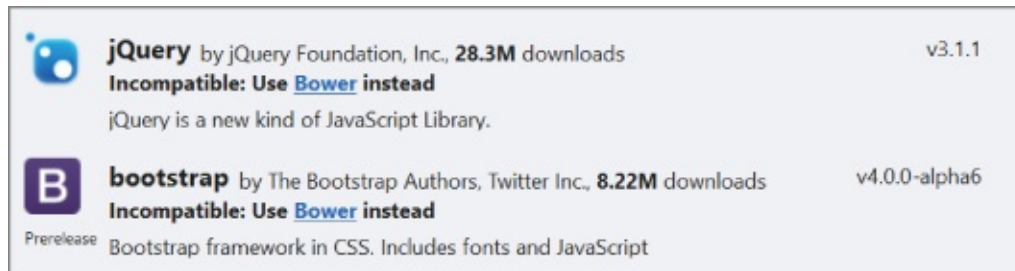 jQuery by jQuery Foundation, Inc., 28.3M downloads v3.1.1
Incompatible: Use Bower instead
jQuery is a new kind of JavaScript Library.
B bootstrap by The Bootstrap Authors, Twitter Inc., 8.22M downloads v4.0.0-alpha6
Incompatible: Use Bower instead
Prerelease Bootstrap framework in CSS. Includes fonts and JavaScript